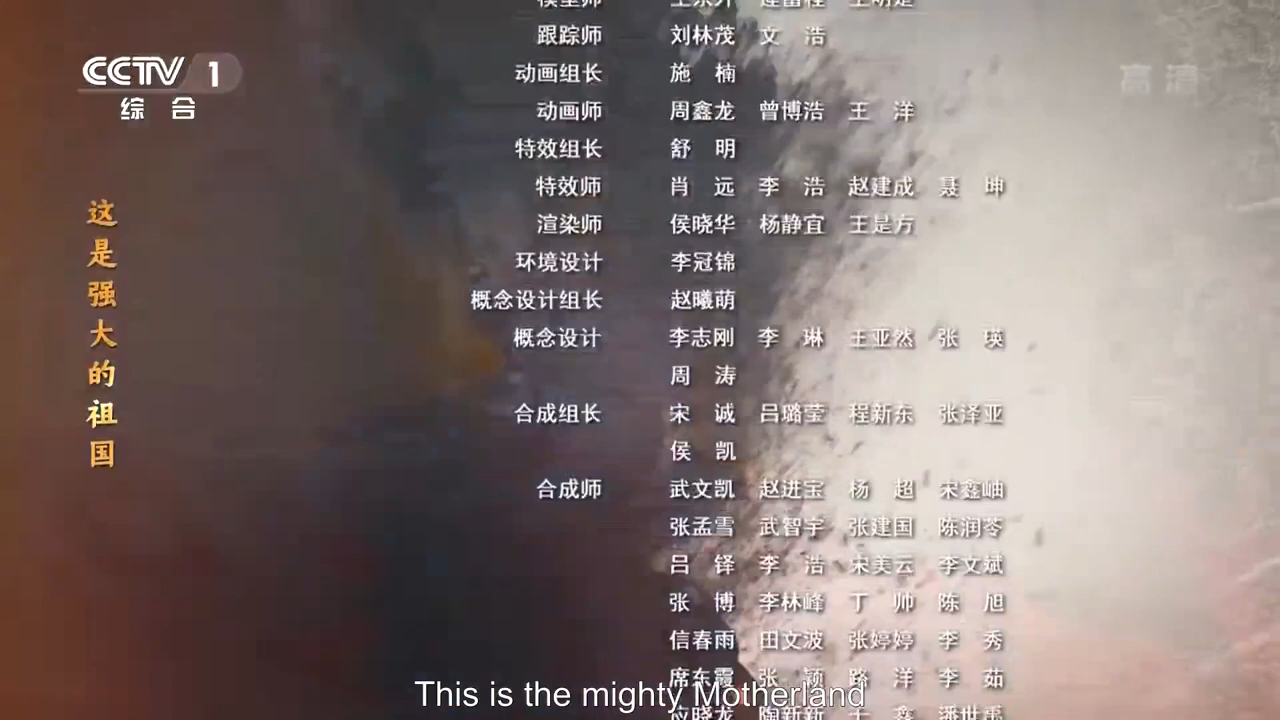 CCTV 1
综合
高清
这是强大的祖国
跟踪师 刘林茂 文 浩
动画组长 施 楠
动画师 周鑫龙 曾博浩 王 洋
特效组长 舒 明
特效师 肖 远 李 浩 赵建成 聂 坤
渲染师 侯晓华 杨静宜 王是方
环境设计 李冠锦
概念设计组长 赵曦萌
概念设计 李志刚 李 琳 王亚然 张 瑛
周 涛
合成组长 宋 诚 吕璐莹 程新东 张泽亚
侯 凯
合成师 武文凯 赵进宝 杨 超 宋鑫岫
张孟雪 武智宇 张建国 陈润苓
吕 铎 李 浩 宋美云 李文斌
张 博 李林峰 丁 帅 陈 旭
信春雨 田文波 张婷婷 李 秀
席东霞 张 颖 路 洋 李 茹
This is the mighty Motherland